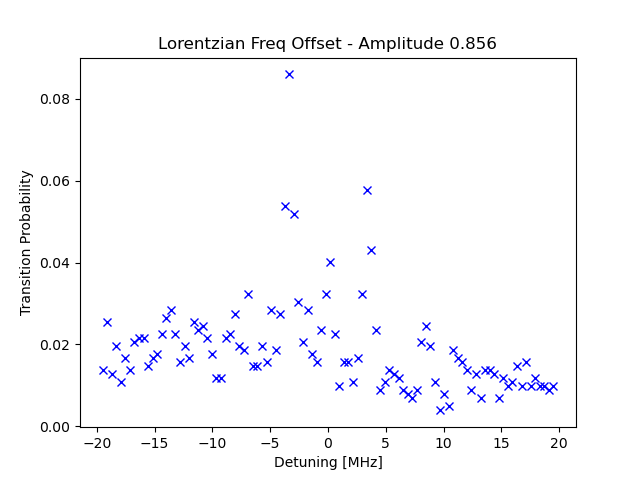 Lorentzian Freq Offset - Amplitude 0.856
Transition Probability
0.08
0.06
0.04
0.02
0.00
−20 −15 −10 −5 0 5 10 15 20
Detuning [MHz]